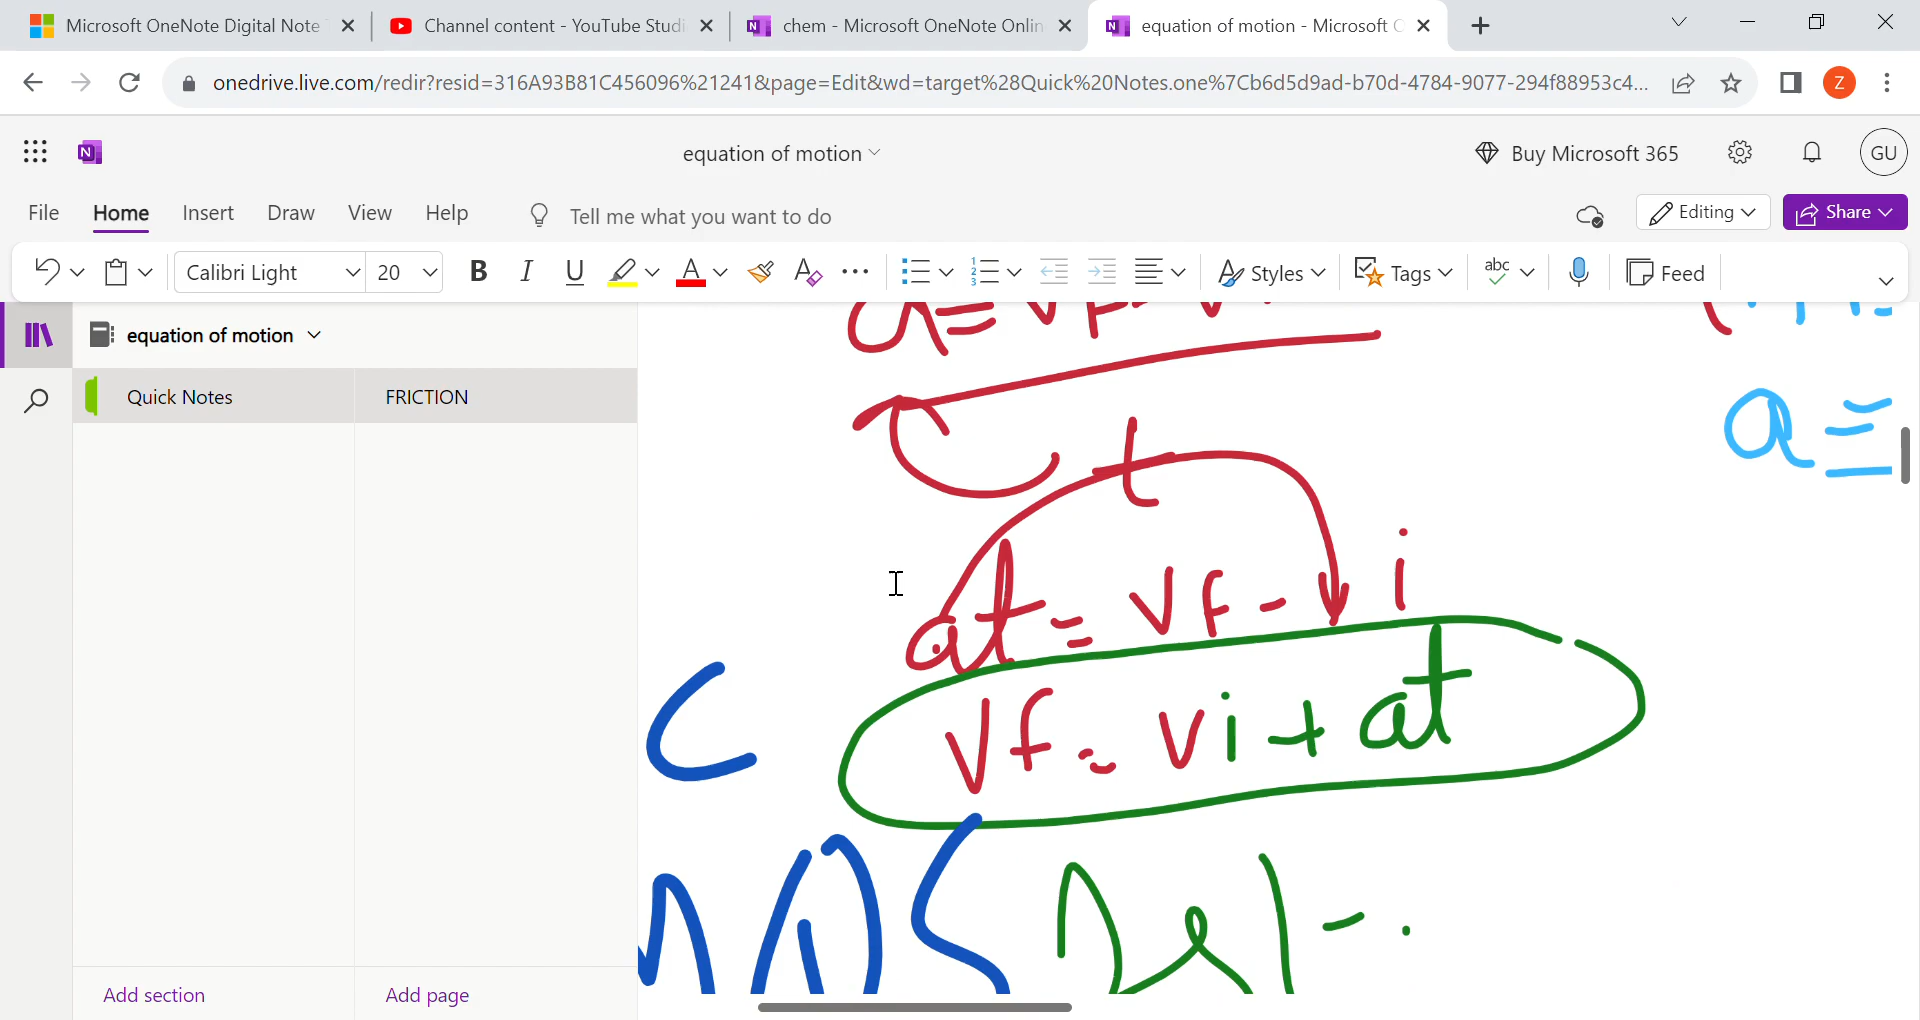 Microsoft OneNote Digital Note
Channel content - YouTube Studi
chem - Microsoft OneNote Onlin
equation of motion - Microsoft O
onedrive.live.com/redir?resid=316A93B81C456096%21241&page=Edit&wd=target%28Quick%20Notes.one%7Cb6d5d9ad-b70d-4784-9077-294f88953c4...
Z
equation of motion
Buy Microsoft 365
GU
File Home Insert Draw View Help Tell me what you want to do
Editing Share
Calibri Light 20 B I U A Styles Tags abc Feed
equation of motion
Quick Notes FRICTION
a = vf - v
a =
t
at = vf - i
vf = vi + at
Add section Add page